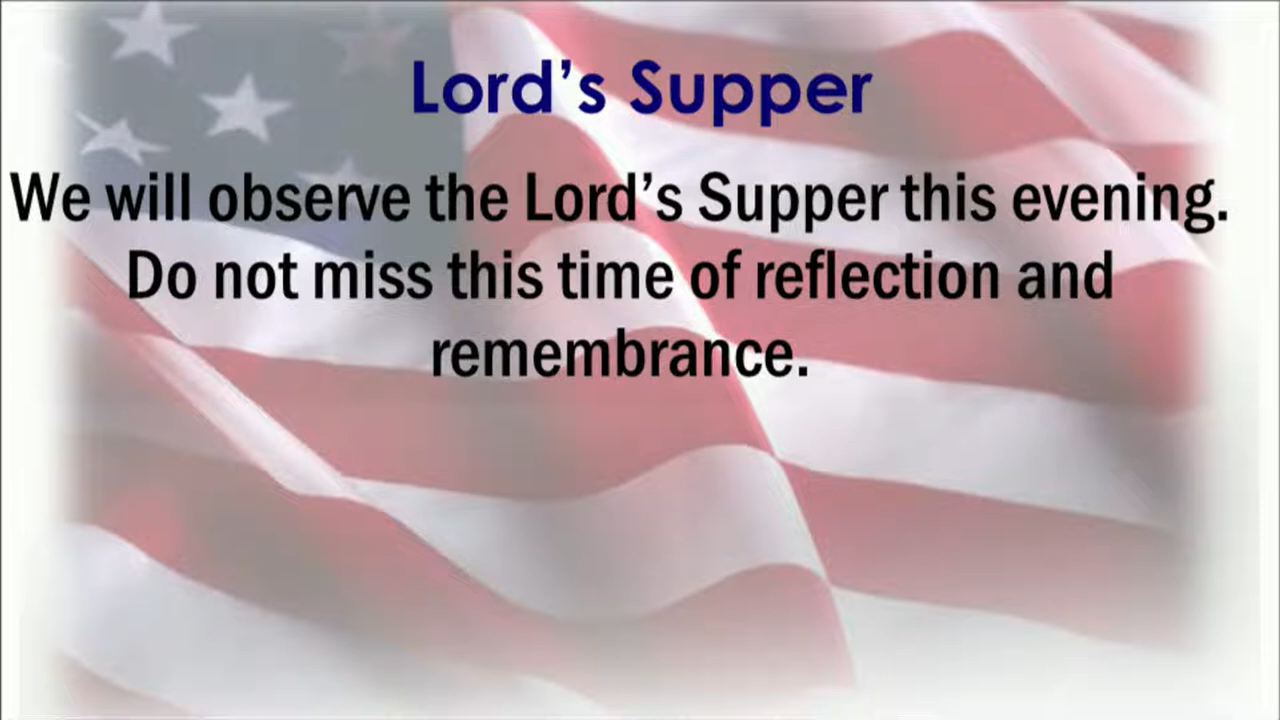 Lord’s Supper
We will observe the Lord’s Supper this evening.
Do not miss this time of reflection and
remembrance.